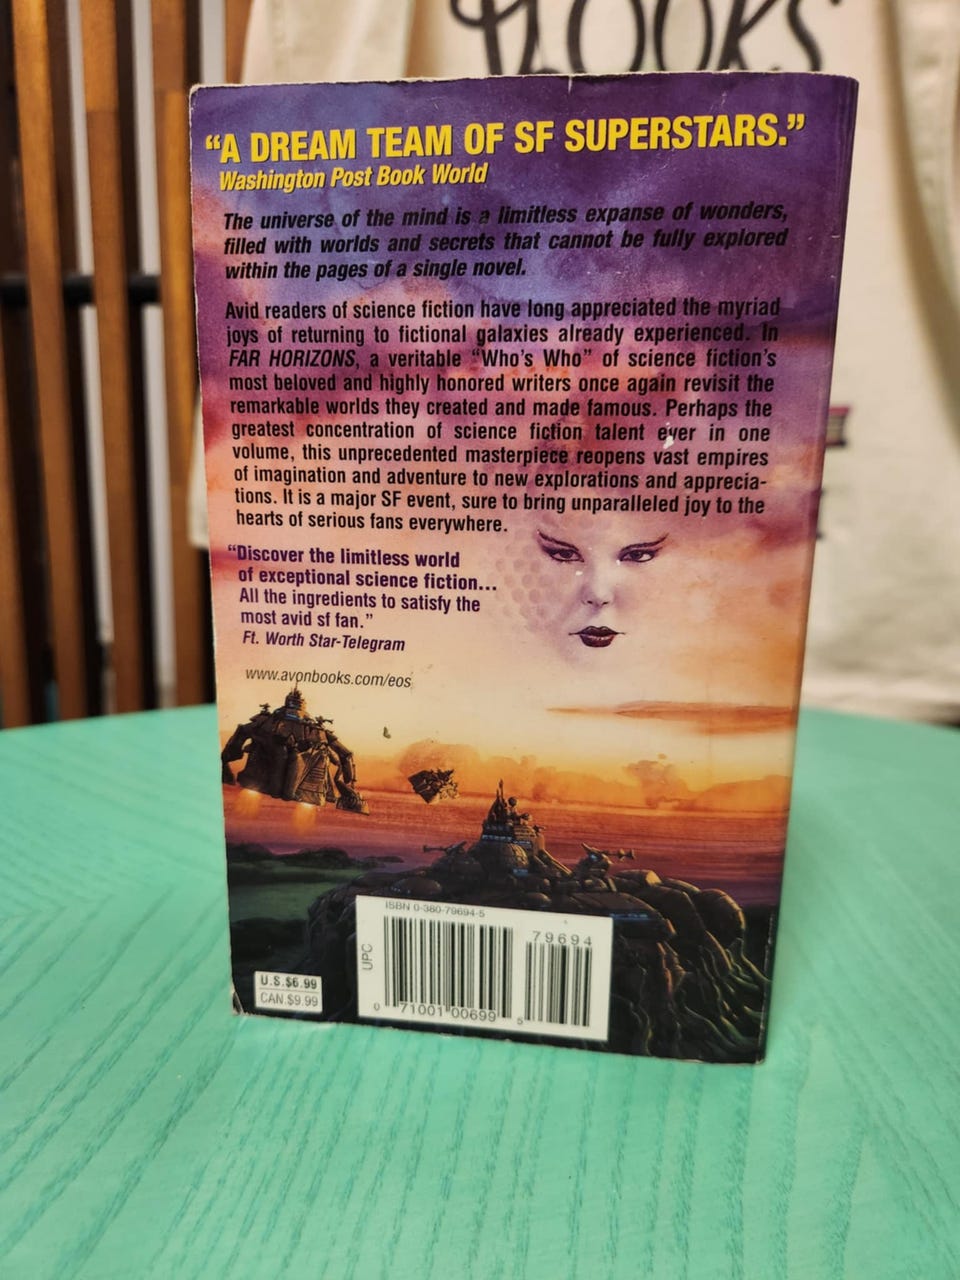 BOOKS
“A DREAM TEAM OF SF SUPERSTARS.”
Washington Post Book World
The universe of the mind is a limitless expanse of wonders,
filled with worlds and secrets that cannot be fully explored
within the pages of a single novel.
Avid readers of science fiction have long appreciated the myriad
joys of returning to fictional galaxies already experienced. In
FAR HORIZONS, a veritable “Who's Who” of science fiction's
most beloved and highly honored writers once again revisit the
remarkable worlds they created and made famous. Perhaps the
greatest concentration of science fiction talent ever in one
volume, this unprecedented masterpiece reopens vast empires
of imagination and adventure to new explorations and apprecia-
tions. It is a major SF event, sure to bring unparalleled joy to the
hearts of serious fans everywhere.
“Discover the limitless world
of exceptional science fiction...
All the ingredients to satisfy the
most avid sf fan.”
Ft. Worth Star-Telegram
www.avonbooks.com/eos
ISBN 0-380-79694-5
79694
UPC
0 71001 00699 5
U.S.$6.99
CAN.$9.99